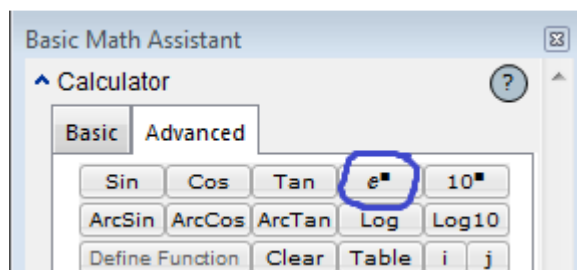 Basic Math Assistant
Calculator ?
Basic Advanced
Sin Cos Tan e■ 10■
ArcSin ArcCos ArcTan Log Log10
Define Function Clear Table i j